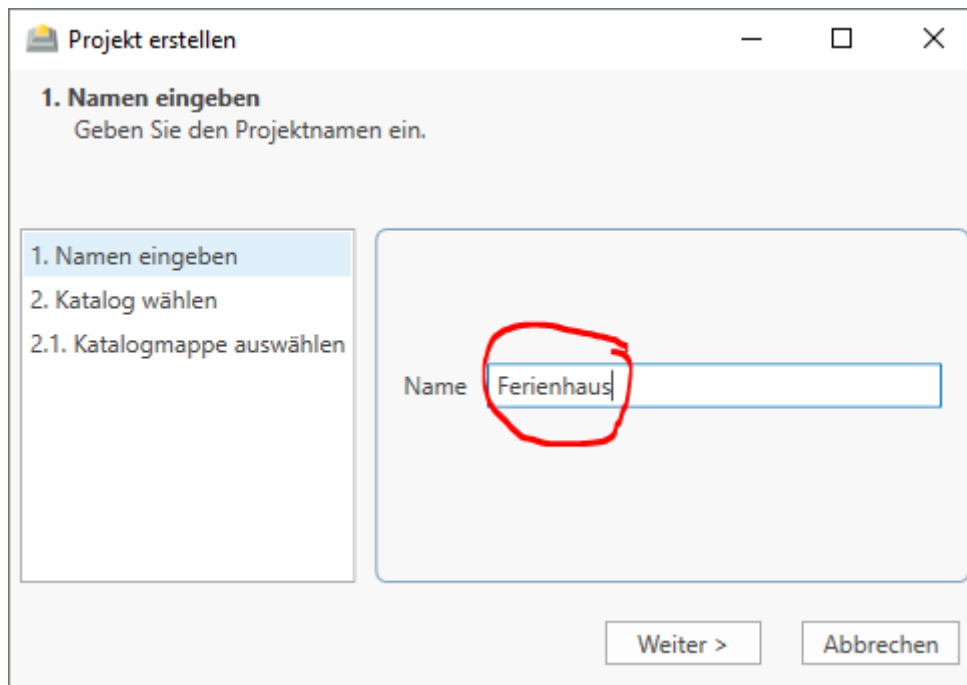 Projekt erstellen
1. Namen eingeben
Geben Sie den Projektnamen ein.
1. Namen eingeben
2. Katalog wählen
2.1. Katalogmappe auswählen
Name Ferienhaus
Weiter > Abbrechen